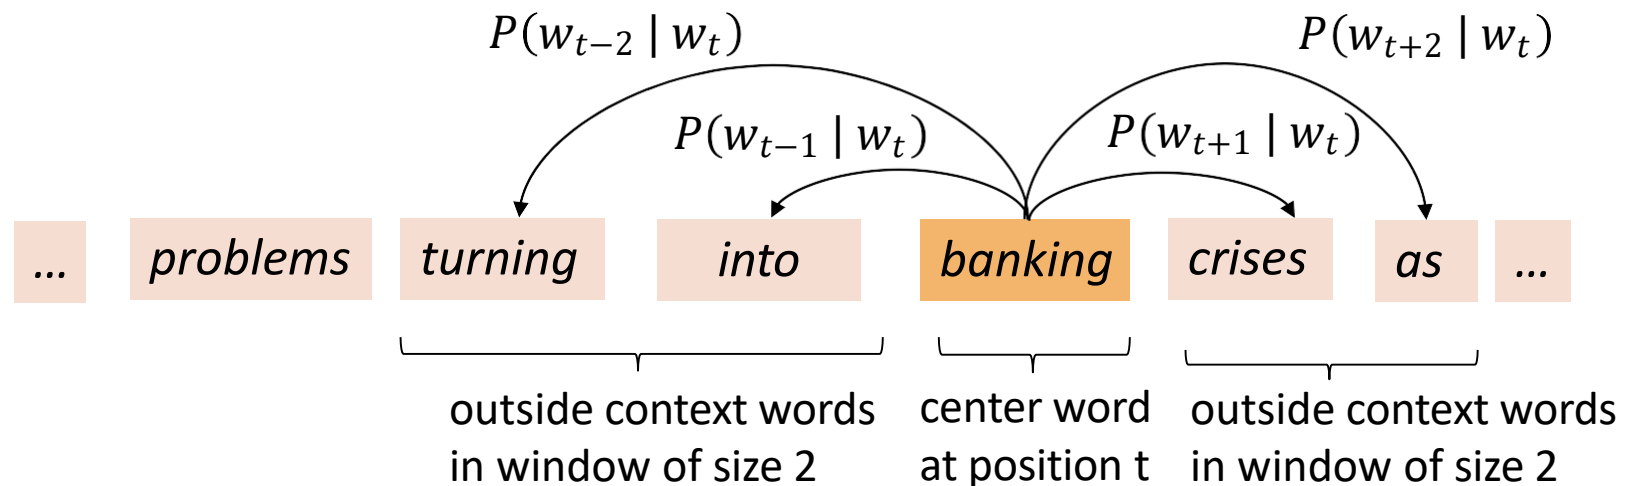 P(w_{t−2} | w_t)
P(w_{t+2} | w_t)
P(w_{t−1} | w_t)
P(w_{t+1} | w_t)
... problems turning into banking crises as ...
outside context words
in window of size 2
center word
at position t
outside context words
in window of size 2